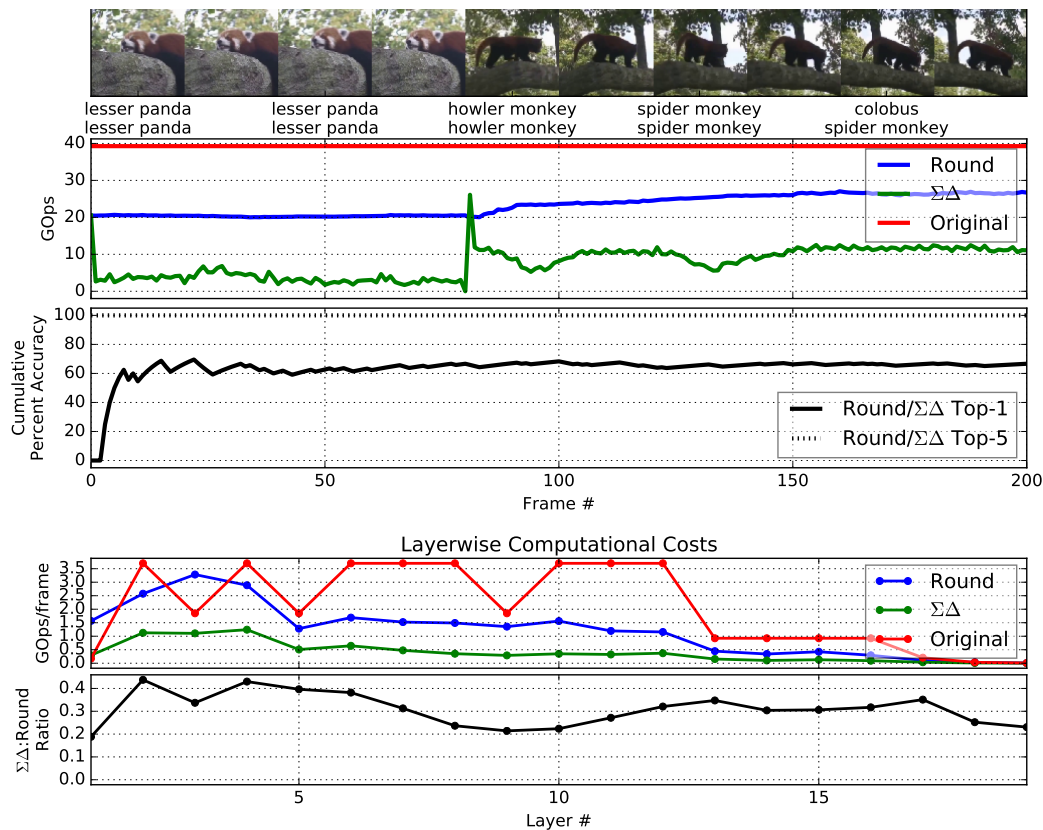 lesser panda lesser panda howler monkey spider monkey colobus
lesser panda lesser panda howler monkey spider monkey spider monkey
40
30
20
10
0
GOps
Round
ΣΔ
Original
100
80
60
40
20
0
Cumulative
Percent Accuracy
Round/ΣΔ Top-1
Round/ΣΔ Top-5
0 50 100 150 200
Frame #
Layerwise Computational Costs
3.5
3.0
2.5
2.0
1.5
1.0
0.5
0.0
GOps/frame
Round
ΣΔ
Original
0.4
0.3
0.2
0.1
0.0
ΣΔ:Round
Ratio
5 10 15
Layer #